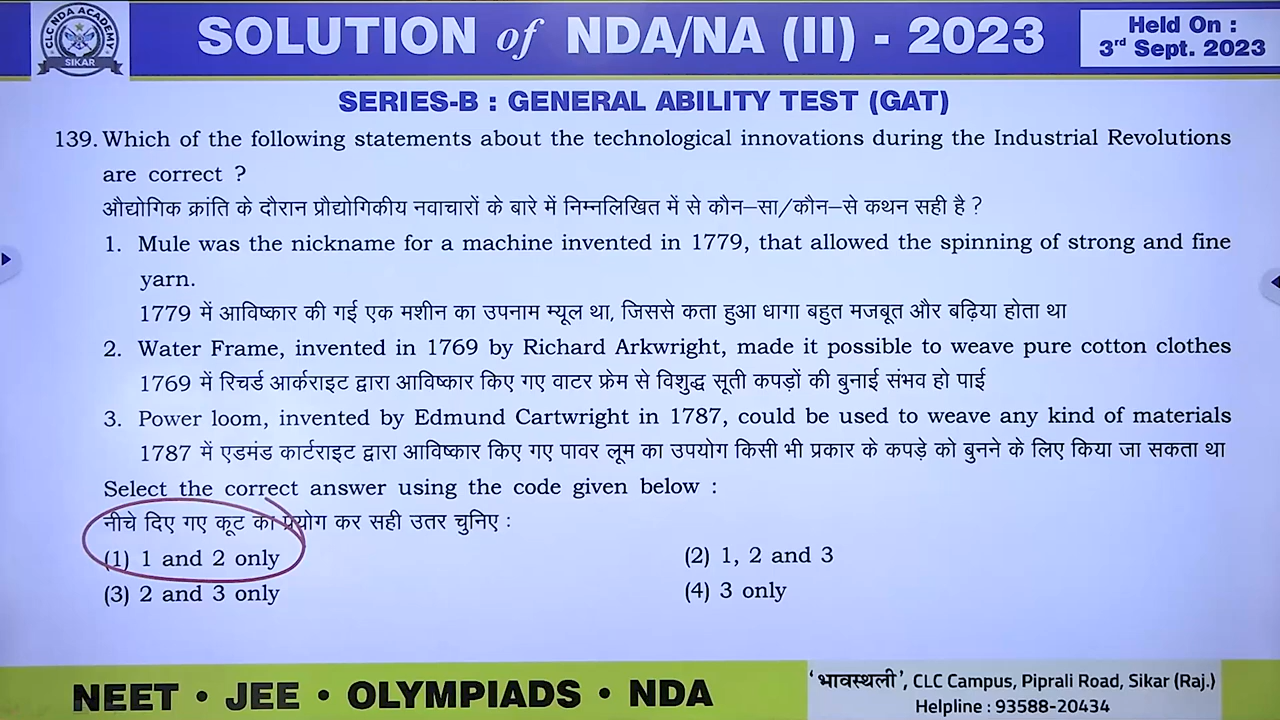 CLC NDA ACADEMY
SIKAR
SOLUTION of NDA/NA (II) - 2023
Held On :
3rd Sept. 2023
SERIES-B : GENERAL ABILITY TEST (GAT)
139. Which of the following statements about the technological innovations during the Industrial Revolutions
are correct ?
औद्योगिक क्रांति के दौरान प्रौद्योगिकीय नवाचारों के बारे में निम्नलिखित में से कौन–सा/कौन–से कथन सही है ?
1. Mule was the nickname for a machine invented in 1779, that allowed the spinning of strong and fine
yarn.
1779 में आविष्कार की गई एक मशीन का उपनाम म्यूल था, जिससे कता हुआ धागा बहुत मजबूत और बढ़िया होता था
2. Water Frame, invented in 1769 by Richard Arkwright, made it possible to weave pure cotton clothes
1769 में रिचर्ड आर्कराइट द्वारा आविष्कार किए गए वाटर फ्रेम से विशुद्ध सूती कपड़ों की बुनाई संभव हो पाई
3. Power loom, invented by Edmund Cartwright in 1787, could be used to weave any kind of materials
1787 में एडमंड कार्टराइट द्वारा आविष्कार किए गए पावर लूम का उपयोग किसी भी प्रकार के कपड़े को बुनने के लिए किया जा सकता था
Select the correct answer using the code given below :
नीचे दिए गए कूट का प्रयोग कर सही उतर चुनिए :
(1) 1 and 2 only
(2) 1, 2 and 3
(3) 2 and 3 only
(4) 3 only
NEET • JEE • OLYMPIADS • NDA
'भावस्थली', CLC Campus, Piprali Road, Sikar (Raj.)
Helpline : 93588-20434